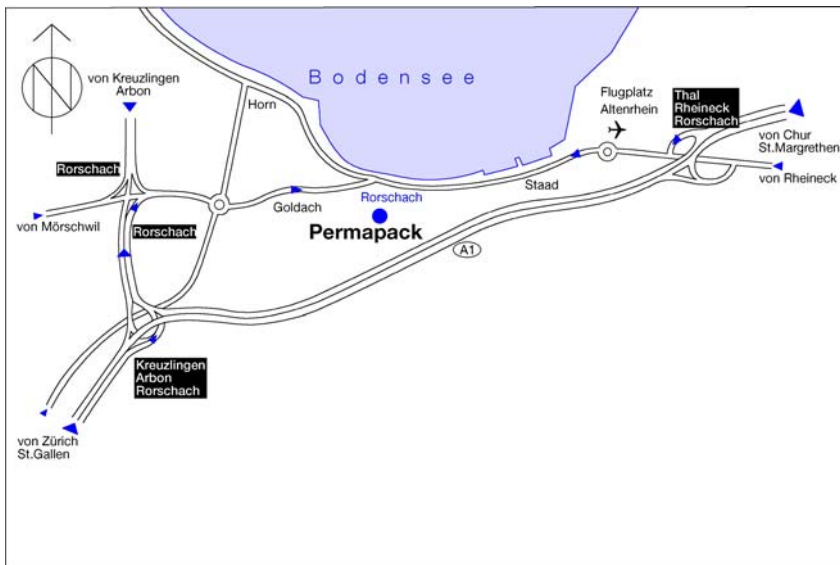 von Kreuzlingen
Arbon
Bodensee
Horn
Flugplatz
Altenrhein
Thal
Rheineck
Rorschach
von Chur
St.Margrethen
von Rheineck
Rorschach
von Mörschwil
Rorschach
Goldach
Rorschach
Permapack
Staad
A1
Kreuzlingen
Arbon
Rorschach
von Zürich
St.Gallen